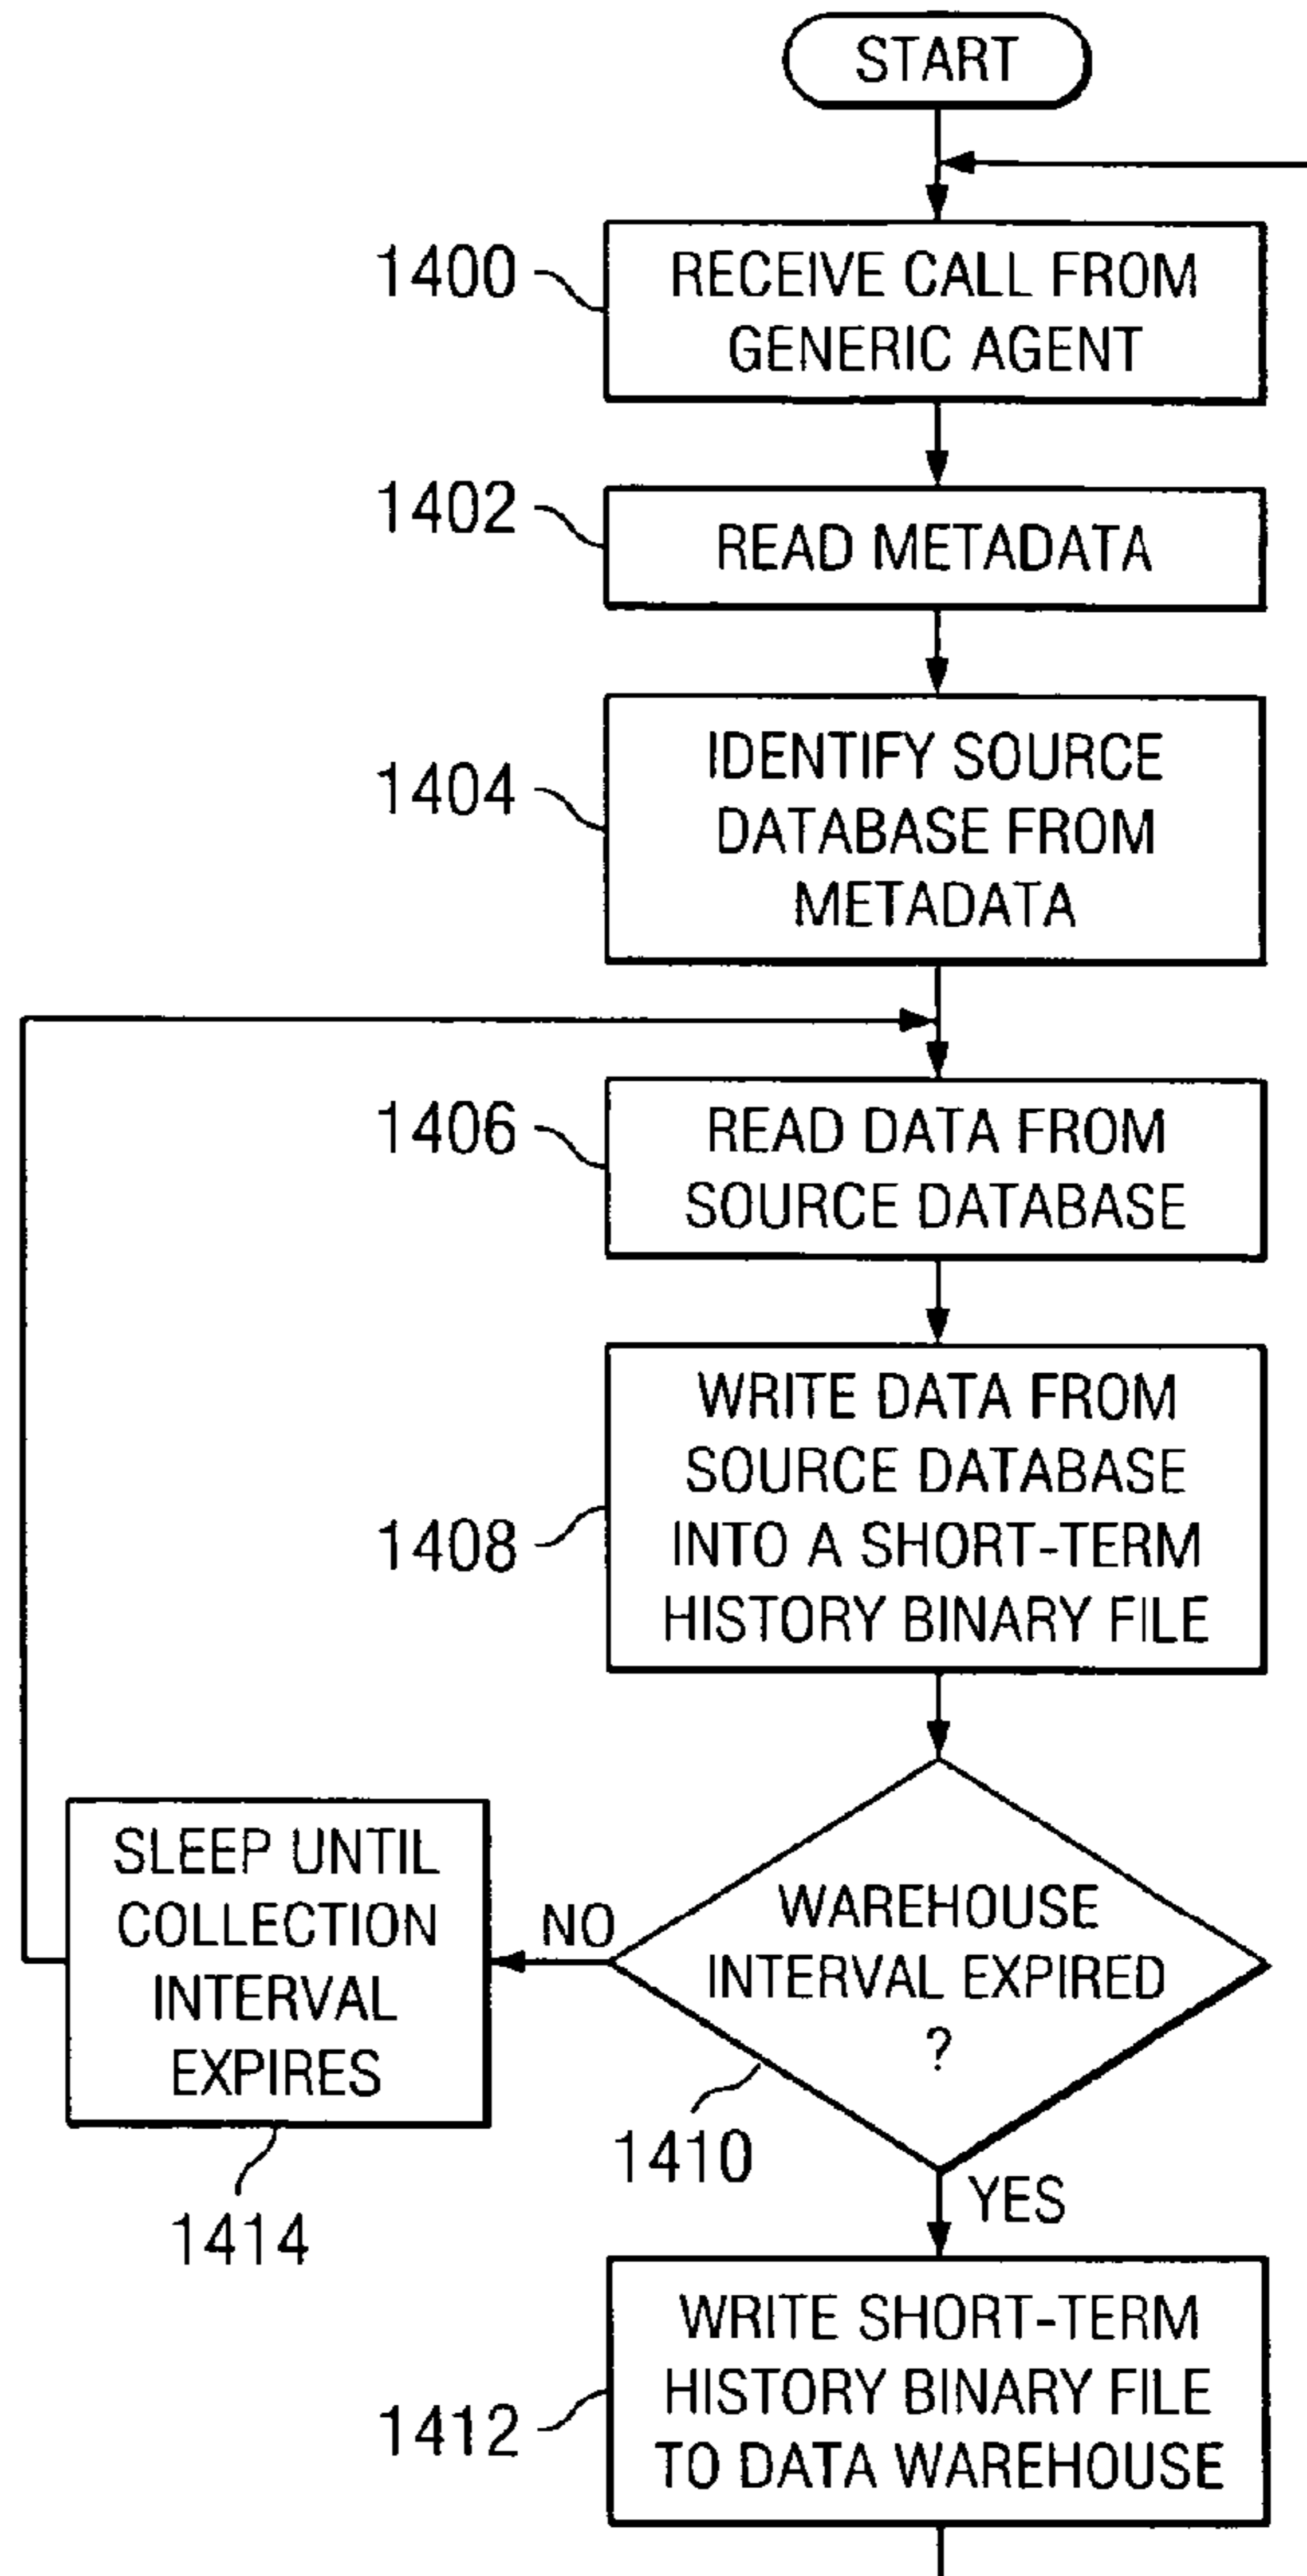 START
1400
RECEIVE CALL FROM
GENERIC AGENT
1402
READ METADATA
1404
IDENTIFY SOURCE
DATABASE FROM
METADATA
1406
READ DATA FROM
SOURCE DATABASE
1408
WRITE DATA FROM
SOURCE DATABASE
INTO A SHORT-TERM
HISTORY BINARY FILE
WAREHOUSE
INTERVAL EXPIRED
?
1410
NO
SLEEP UNTIL
COLLECTION
INTERVAL
EXPIRES
1414
YES
1412
WRITE SHORT-TERM
HISTORY BINARY FILE
TO DATA WAREHOUSE